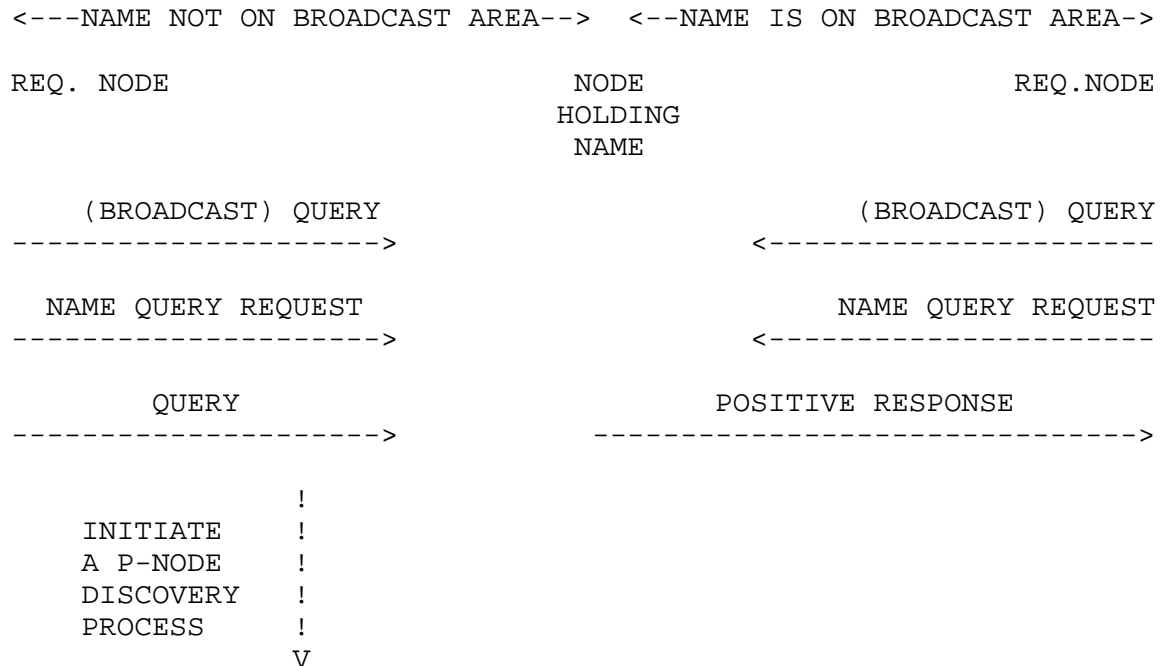 <---NAME NOT ON BROADCAST AREA--> <--NAME IS ON BROADCAST AREA->
REQ. NODE NODE REQ.NODE
HOLDING
NAME
(BROADCAST) QUERY (BROADCAST) QUERY
---------------------> <----------------------
NAME QUERY REQUEST NAME QUERY REQUEST
---------------------> <----------------------
QUERY POSITIVE RESPONSE
---------------------> ------------------------------->
!
INITIATE !
A P-NODE !
DISCOVERY !
PROCESS !
V